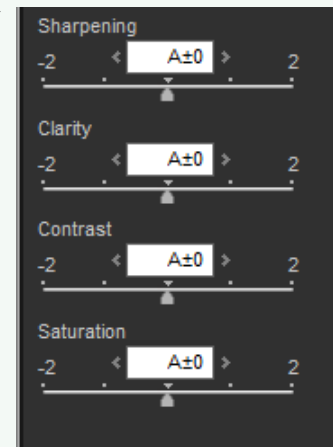 Sharpening
-2 A±0 2
Clarity
-2 A±0 2
Contrast
-2 A±0 2
Saturation
-2 A±0 2